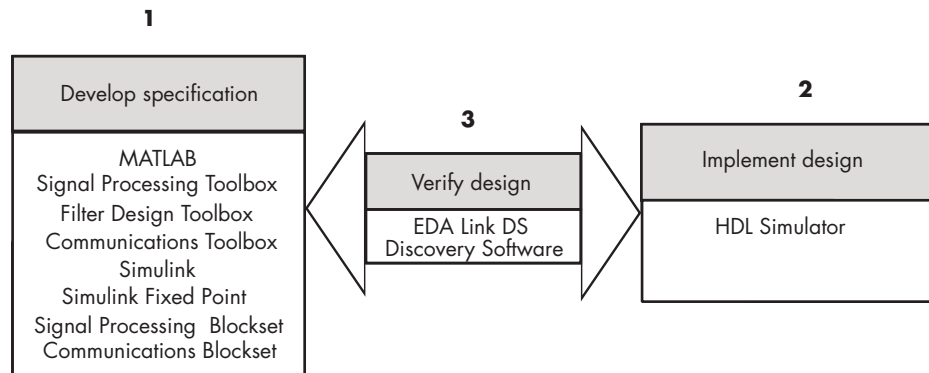 1
Develop specification
MATLAB
Signal Processing Toolbox
Filter Design Toolbox
Communications Toolbox
Simulink
Simulink Fixed Point
Signal Processing Blockset
Communications Blockset
3
Verify design
EDA Link DS
Discovery Software
2
Implement design
HDL Simulator